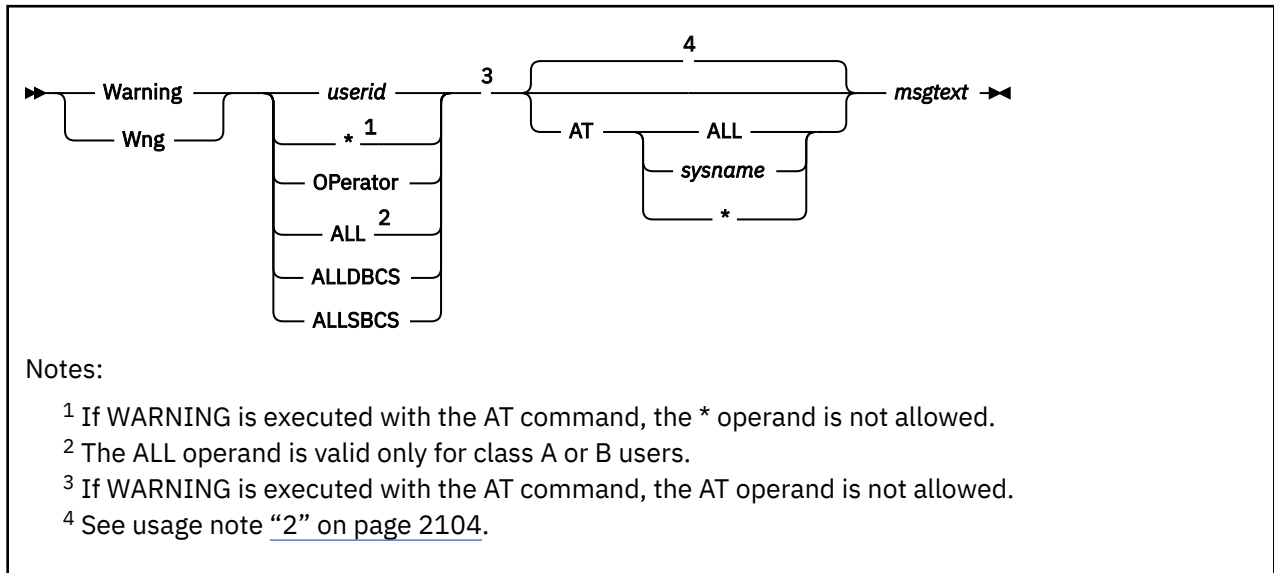 4
Warning userid 3 msgtext
Wng * 1 AT ALL
OPerator sysname
ALL 2 *
ALLDBCS
ALLSBCS
Notes:
1 If WARNING is executed with the AT command, the * operand is not allowed.
2 The ALL operand is valid only for class A or B users.
3 If WARNING is executed with the AT command, the AT operand is not allowed.
4 See usage note “2” on page 2104.